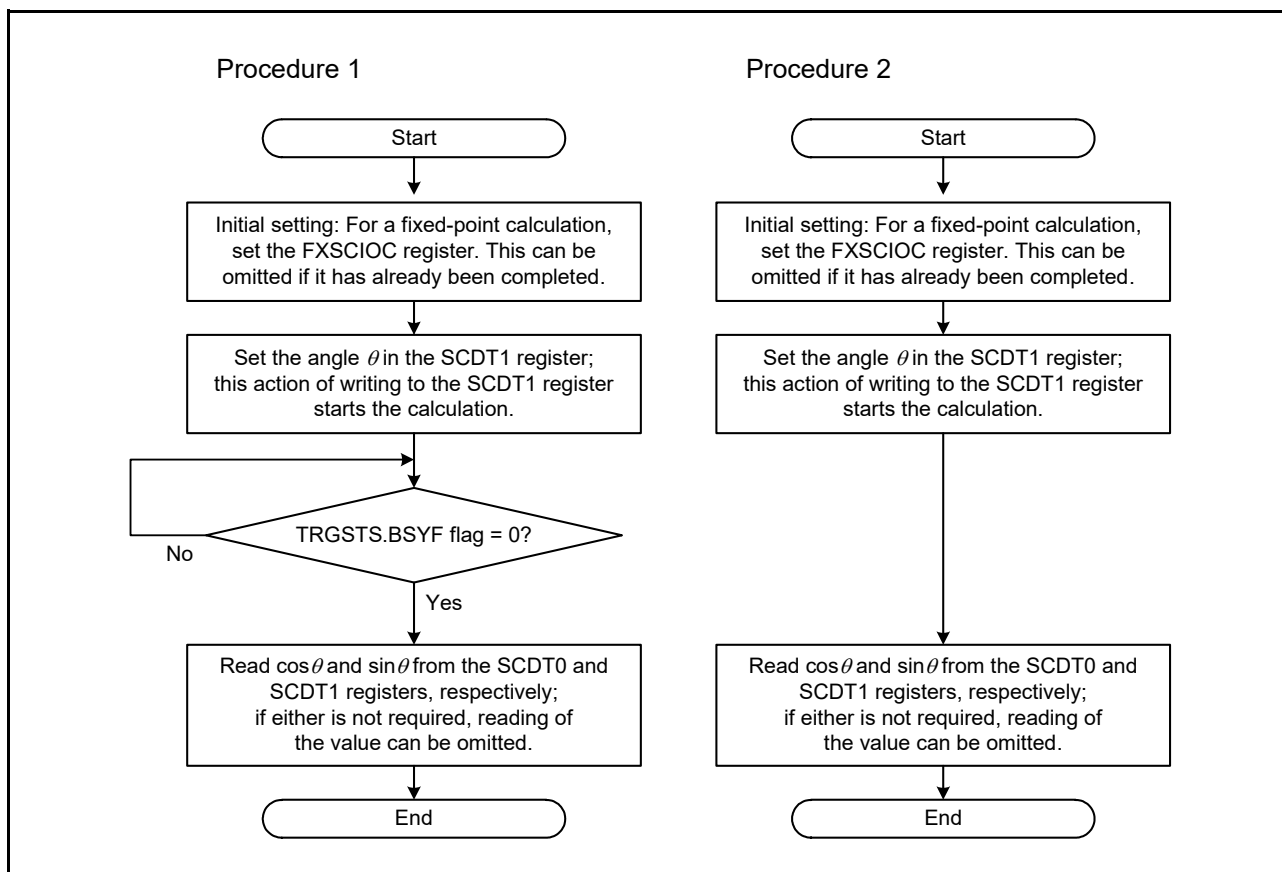 Procedure 1
Start
Initial setting: For a fixed-point calculation,
set the FXSCIOC register. This can be
omitted if it has already been completed.
Set the angle θ in the SCDT1 register;
this action of writing to the SCDT1 register
starts the calculation.
TRGSTS.BSYF flag = 0?
No
Yes
Read cosθ and sinθ from the SCDT0 and
SCDT1 registers, respectively;
if either is not required, reading of
the value can be omitted.
End
Procedure 2
Start
Initial setting: For a fixed-point calculation,
set the FXSCIOC register. This can be
omitted if it has already been completed.
Set the angle θ in the SCDT1 register;
this action of writing to the SCDT1 register
starts the calculation.
Read cosθ and sinθ from the SCDT0 and
SCDT1 registers, respectively;
if either is not required, reading of
the value can be omitted.
End